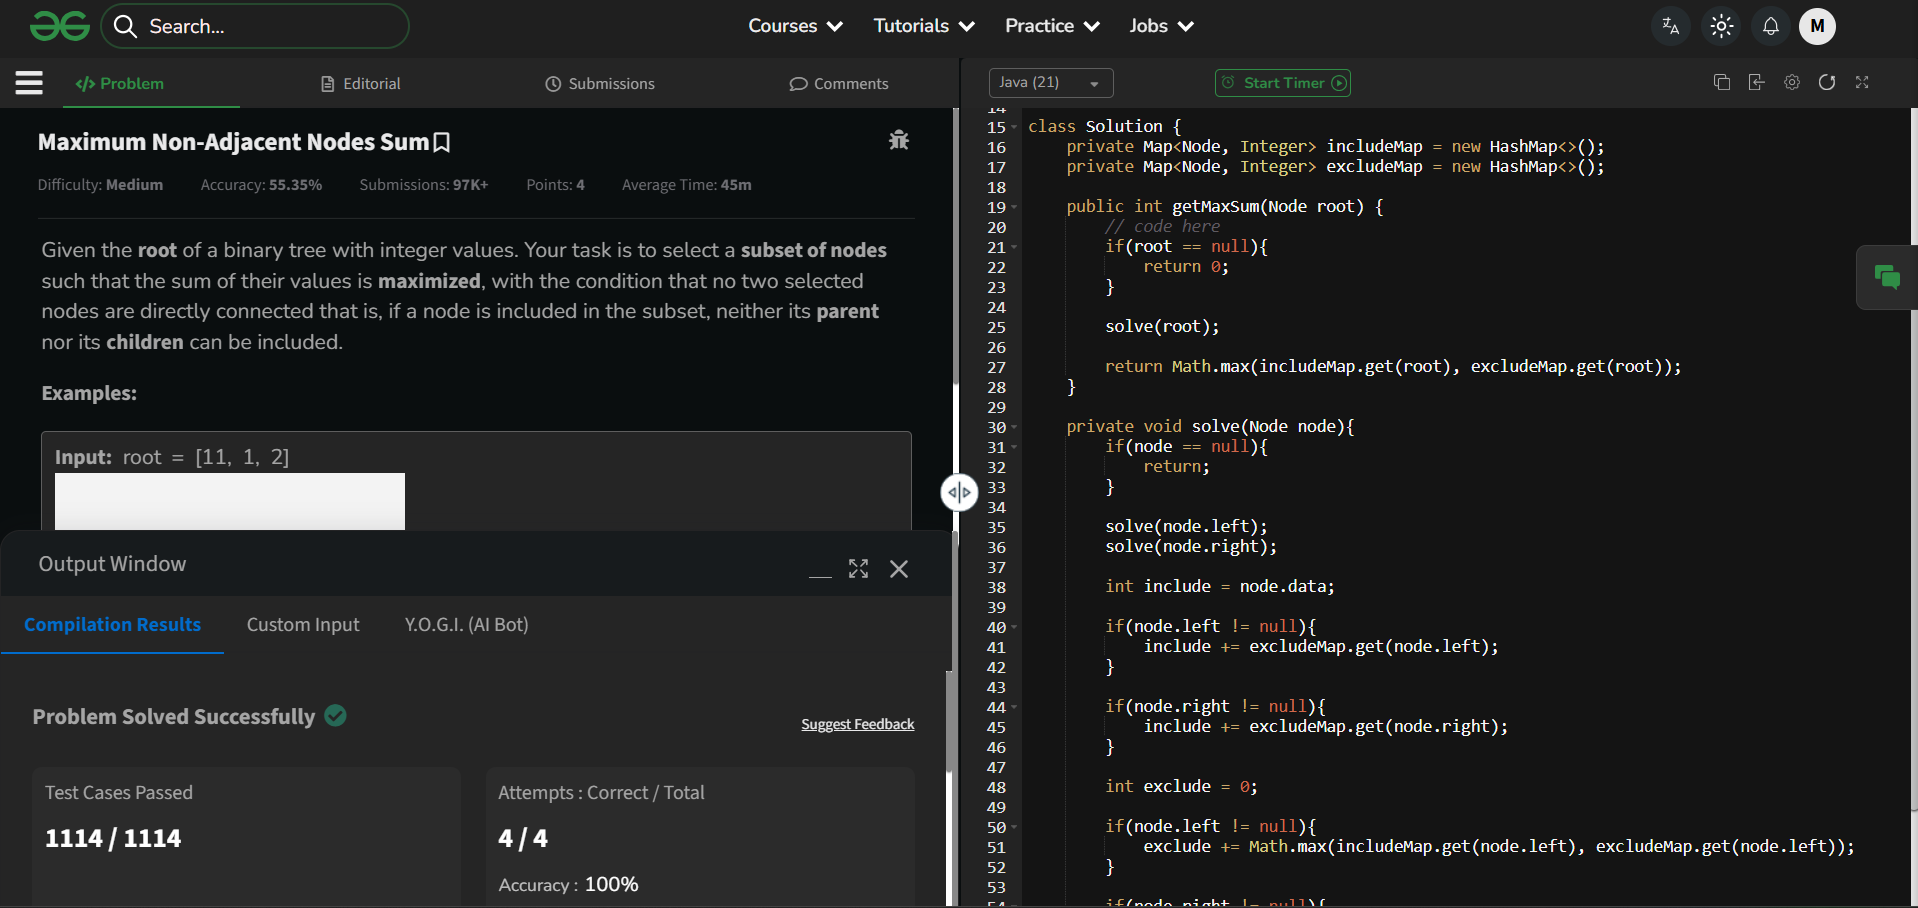 Search...
Courses Tutorials Practice Jobs
M
Problem Editorial Submissions Comments
Maximum Non-Adjacent Nodes Sum
Difficulty: Medium Accuracy: 55.35% Submissions: 97K+ Points: 4 Average Time: 45m
Given the root of a binary tree with integer values. Your task is to select a subset of nodes
such that the sum of their values is maximized, with the condition that no two selected
nodes are directly connected that is, if a node is included in the subset, neither its parent
nor its children can be included.
Examples:
Input: root = [11, 1, 2]
Output Window
Compilation Results Custom Input Y.O.G.I. (AI Bot)
Problem Solved Successfully
Suggest Feedback
Test Cases Passed
1114 / 1114
Attempts : Correct / Total
4 / 4
Accuracy : 100%
Java (21) Start Timer
14
15 class Solution {
16 private Map<Node, Integer> includeMap = new HashMap<>();
17 private Map<Node, Integer> excludeMap = new HashMap<>();
18
19 public int getMaxSum(Node root) {
20 // code here
21 if(root == null){
22 return 0;
23 }
24
25 solve(root);
26
27 return Math.max(includeMap.get(root), excludeMap.get(root));
28 }
29
30 private void solve(Node node){
31 if(node == null){
32 return;
33 }
34
35 solve(node.left);
36 solve(node.right);
37
38 int include = node.data;
39
40 if(node.left != null){
41 include += excludeMap.get(node.left);
42 }
43
44 if(node.right != null){
45 include += excludeMap.get(node.right);
46 }
47
48 int exclude = 0;
49
50 if(node.left != null){
51 exclude += Math.max(includeMap.get(node.left), excludeMap.get(node.left));
52 }
53
54 if(node.right != null){